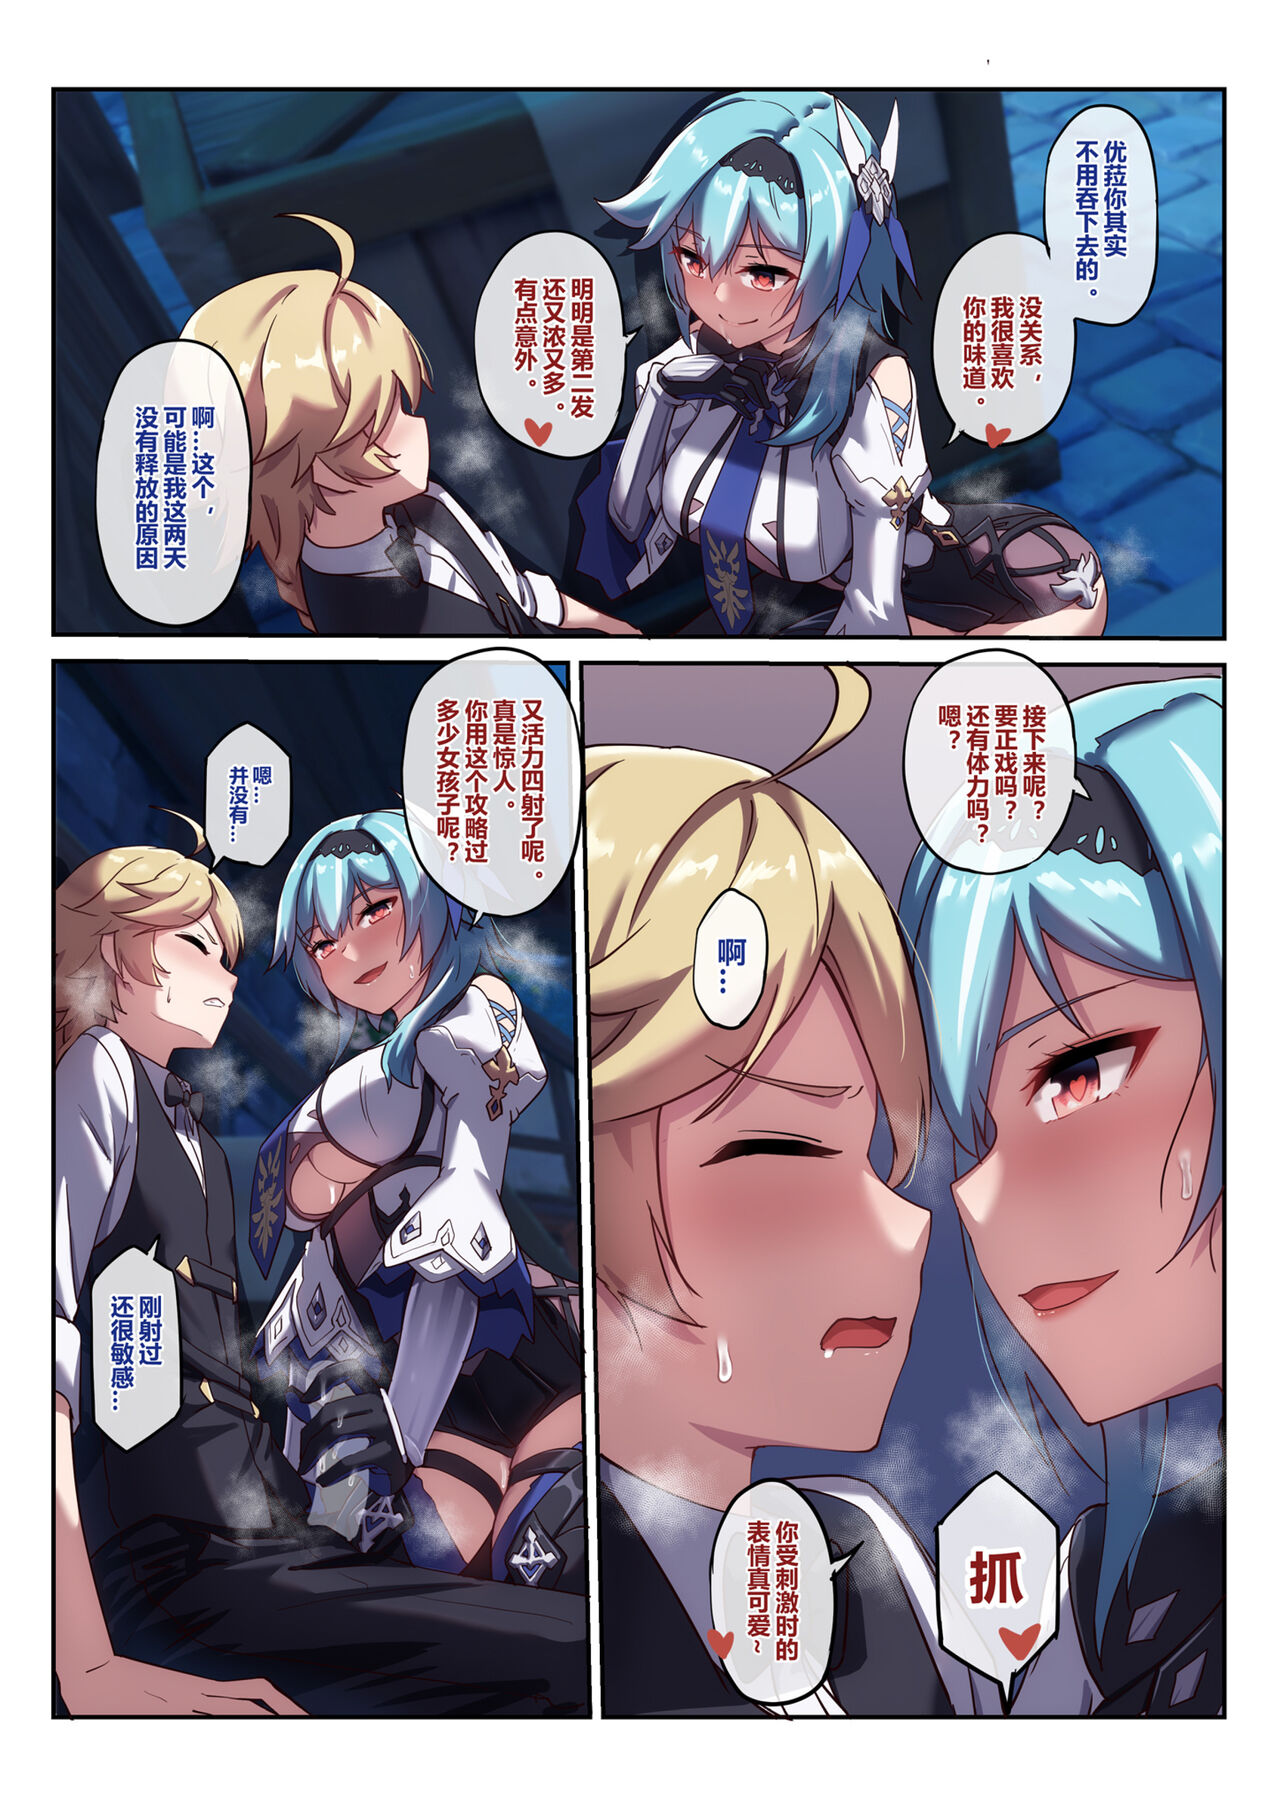 优菈你其实
不用吞下去的。
没关系，
我很喜欢
你的味道。
明明是第二发
还又浓又多。
有点意外。
啊…这个，
可能是我这两天
没有释放的原因
接下来呢？
要正戏吗？
还有体力吗？
嗯？
抓
啊…
你受刺激时的
表情真可爱~
又活力四射了呢。
真是惊人。
你用这个攻略过
多少女孩子呢？
嗯…
并没有…
刚射过
还很敏感…